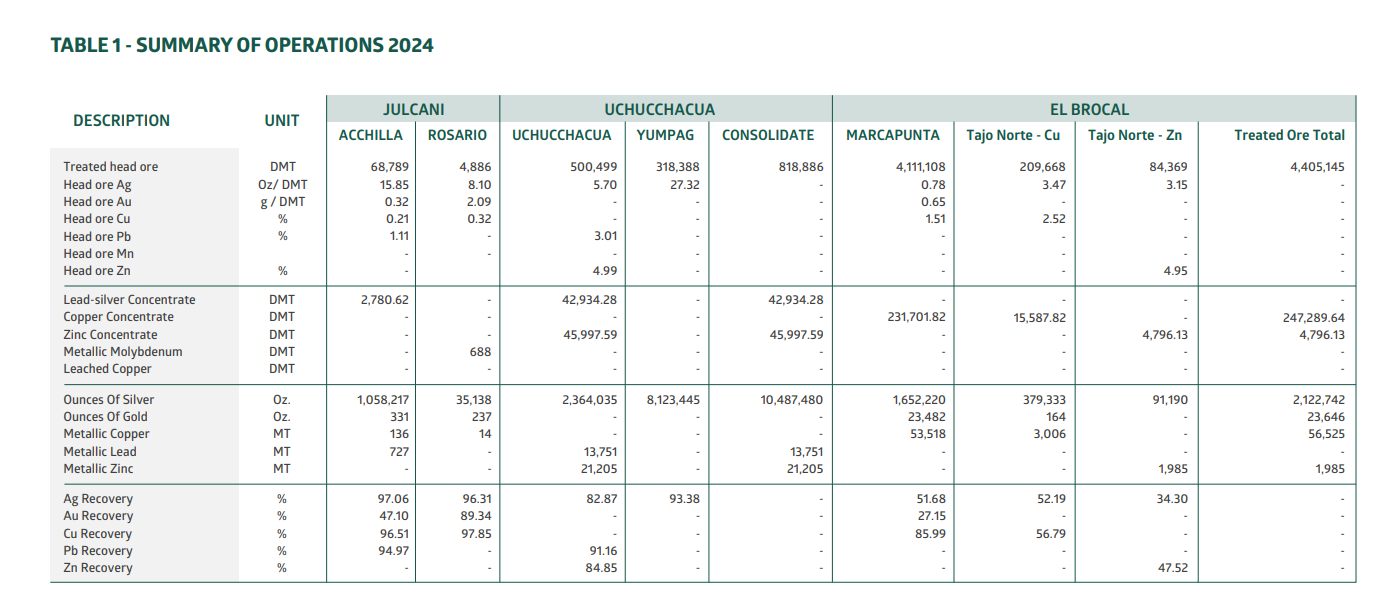 TABLE 1 - SUMMARY OF OPERATIONS 2024
DESCRIPTION UNIT JULCANI UCHUCCHACUA EL BROCAL
ACCHILLA ROSARIO UCHUCCHACUA YUMPAG CONSOLIDATE MARCAPUNTA Tajo Norte - Cu Tajo Norte - Zn Treated Ore Total
Treated head ore DMT 68,789 4,886 500,499 318,388 818,886 4,111,108 209,668 84,369 4,405,145
Head ore Ag Oz/ DMT 15.85 8.10 5.70 27.32 - 0.78 3.47 3.15 -
Head ore Au g / DMT 0.32 2.09 - - - 0.65 - - -
Head ore Cu % 0.21 0.32 - - - 1.51 2.52 - -
Head ore Pb % 1.11 - 3.01 - - - - - -
Head ore Mn - - - - - - - - -
Head ore Zn % - - 4.99 - - - - 4.95 -
Lead-silver Concentrate DMT 2,780.62 - 42,934.28 - 42,934.28 - - - -
Copper Concentrate DMT - - - - - 231,701.82 15,587.82 - 247,289.64
Zinc Concentrate DMT - - 45,997.59 - 45,997.59 - - 4,796.13 4,796.13
Metallic Molybdenum DMT - 688 - - - - - - -
Leached Copper DMT - - - - - - - - -
Ounces Of Silver Oz. 1,058,217 35,138 2,364,035 8,123,445 10,487,480 1,652,220 379,333 91,190 2,122,742
Ounces Of Gold Oz. 331 237 - - - 23,482 164 - 23,646
Metallic Copper MT 136 14 - - - 53,518 3,006 - 56,525
Metallic Lead MT 727 - 13,751 - 13,751 - - - -
Metallic Zinc MT - - 21,205 - 21,205 - - 1,985 1,985
Ag Recovery % 97.06 96.31 82.87 93.38 - 51.68 52.19 34.30 -
Au Recovery % 47.10 89.34 - - - 27.15 - - -
Cu Recovery % 96.51 97.85 - - - 85.99 56.79 - -
Pb Recovery % 94.97 - 91.16 - - - - - -
Zn Recovery % - - 84.85 - - - - 47.52 -